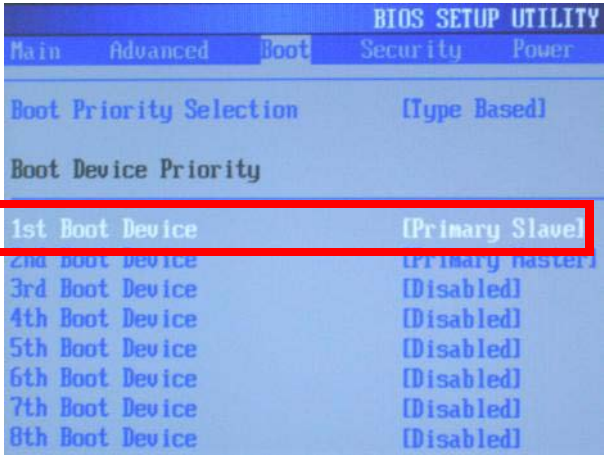 BIOS SETUP UTILITY
Main Advanced Boot Security Power
Boot Priority Selection [Type Based]
Boot Device Priority
1st Boot Device [Primary Slave]
2nd Boot Device [Primary Master]
3rd Boot Device [Disabled]
4th Boot Device [Disabled]
5th Boot Device [Disabled]
6th Boot Device [Disabled]
7th Boot Device [Disabled]
8th Boot Device [Disabled]